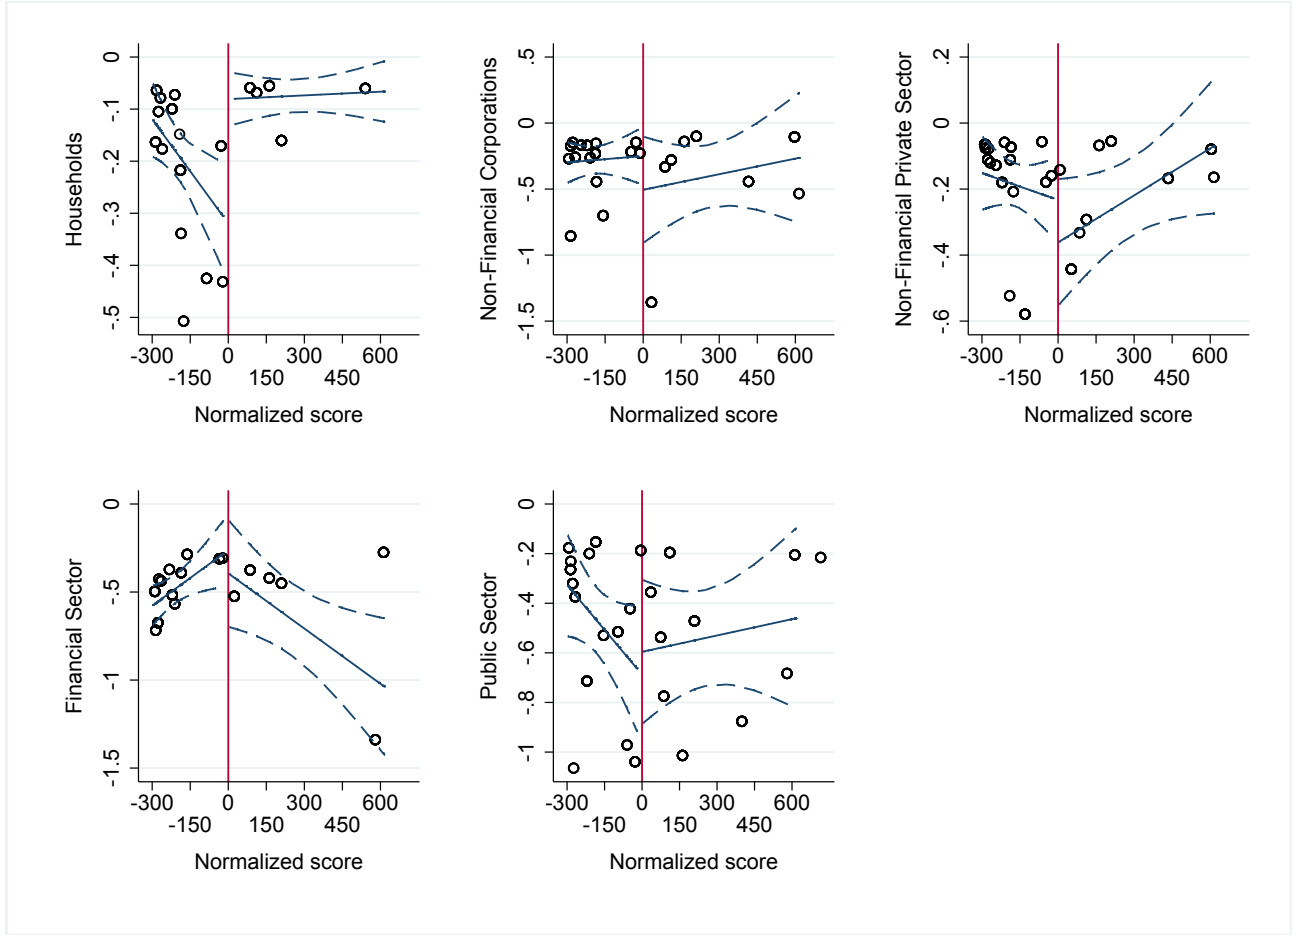 Households
0
-.1
-.2
-.3
-.4
-.5
-300 0 300 600
-150 150 450
Normalized score
Non-Financial Corporations
.5
0
-.5
-1
-1.5
-300 0 300 600
-150 150 450
Normalized score
Non-Financial Private Sector
.2
0
-.2
-.4
-.6
-300 0 300 600
-150 150 450
Normalized score
Financial Sector
0
-.5
-1
-1.5
-300 0 300 600
-150 150 450
Normalized score
Public Sector
0
-.2
-.4
-.6
-.8
-1
-300 0 300 600
-150 150 450
Normalized score